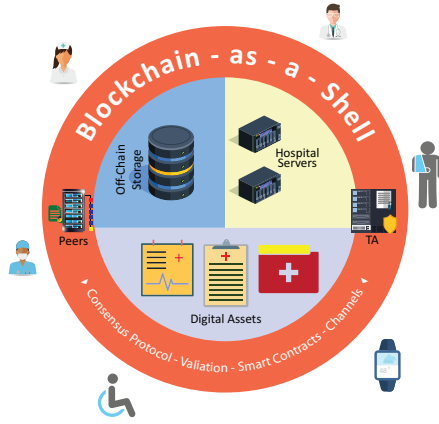 Blockchain - as - a - Shell
Off-Chain
Storage
Hospital
Servers
Peers
TA
Digital Assets
Consensus Protocol - Valiation - Smart Contracts - Channels